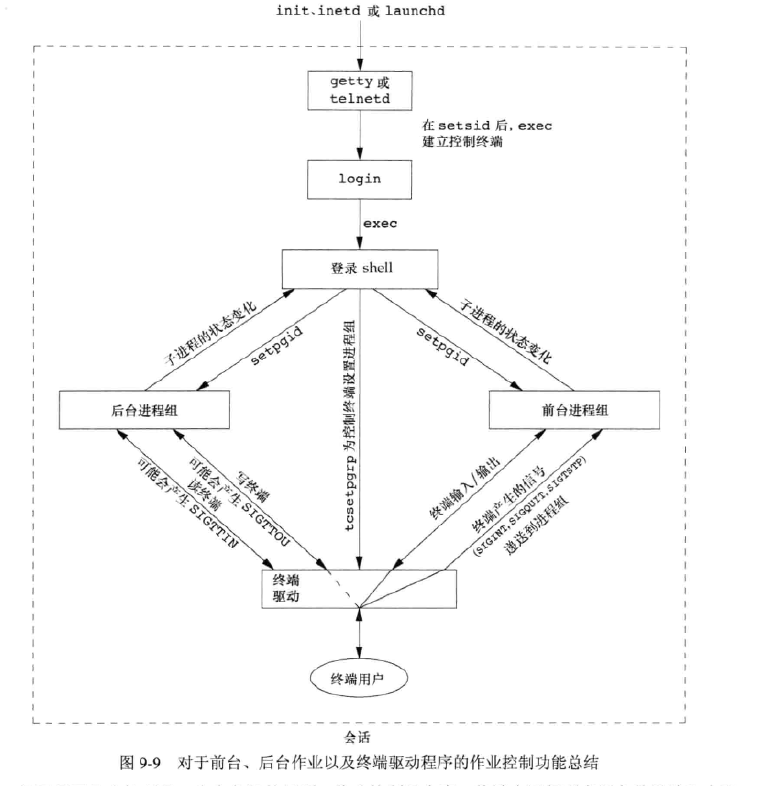 init、inetd 或 launchd
getty 或
telnetd
在 setsid 后, exec
建立控制终端
login
exec
登录 shell
子进程的状态变化
setpgid
tcsetpgrp 为控制终端设置进程组
setpgid
子进程的状态变化
后台进程组
前台进程组
读终端
可能会产生 SIGTTIN
写终端
可能会产生 SIGTTOU
终端输入/输出
终端产生的信号
(SIGINT,SIGQUIT,SIGTSTP)
递送到进程组
终端
驱动
终端用户
会话
图 9-9 对于前台、后台作业以及终端驱动程序的作业控制功能总结